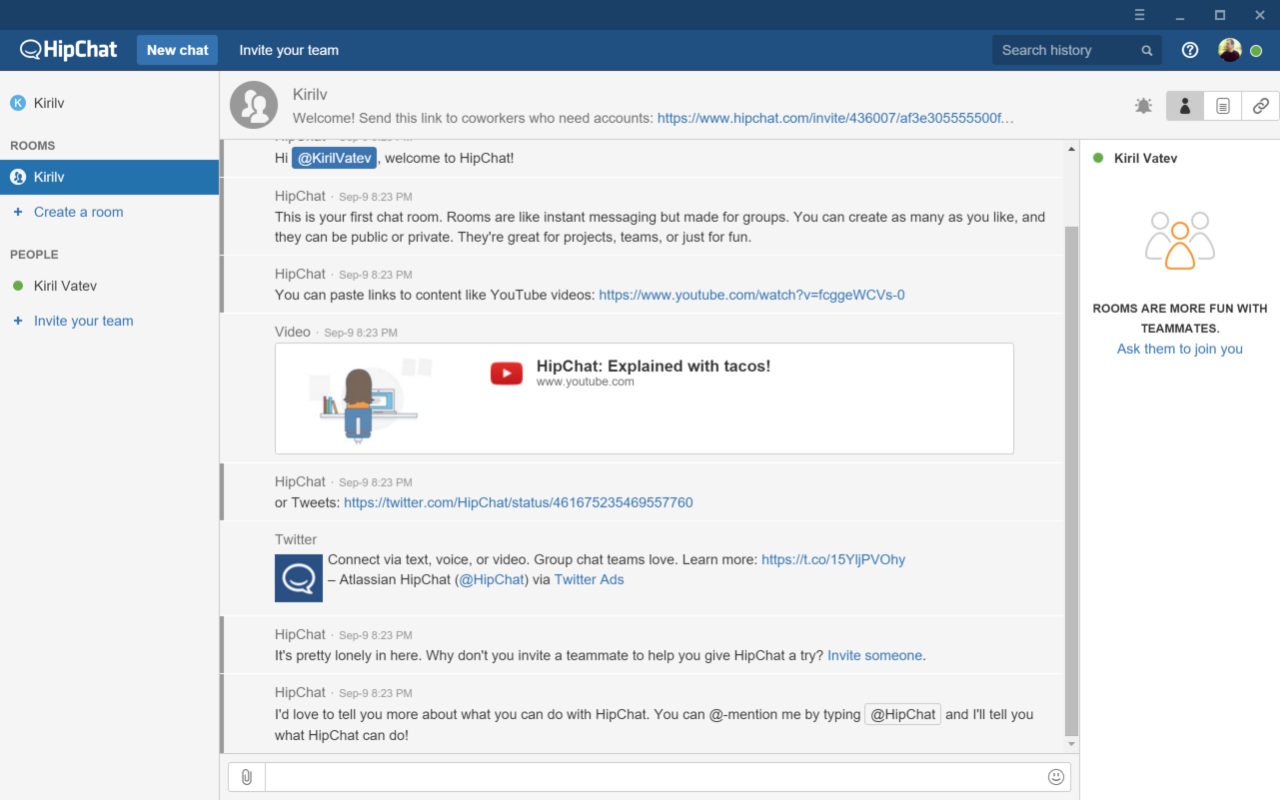 HipChat
New chat
Invite your team
Search history
K Kirilv
ROOMS
Kirilv
+ Create a room
PEOPLE
Kiril Vatev
+ Invite your team
Kirilv
Welcome! Send this link to coworkers who need accounts: https://www.hipchat.com/invite/436007/af3e305555500f…
Hi @KirilVatev, welcome to HipChat!
HipChat · Sep-9 8:23 PM
This is your first chat room. Rooms are like instant messaging but made for groups. You can create as many as you like, and
they can be public or private. They're great for projects, teams, or just for fun.
HipChat · Sep-9 8:23 PM
You can paste links to content like YouTube videos: https://www.youtube.com/watch?v=fcggeWCVs-0
Video · Sep-9 8:23 PM
HipChat: Explained with tacos!
www.youtube.com
HipChat · Sep-9 8:23 PM
or Tweets: https://twitter.com/HipChat/status/461675235469557760
Twitter
Connect via text, voice, or video. Group chat teams love. Learn more: https://t.co/15YljPVOhy
– Atlassian HipChat (@HipChat) via Twitter Ads
HipChat · Sep-9 8:23 PM
It's pretty lonely in here. Why don't you invite a teammate to help you give HipChat a try? Invite someone.
HipChat · Sep-9 8:23 PM
I'd love to tell you more about what you can do with HipChat. You can @-mention me by typing @HipChat and I'll tell you
what HipChat can do!
Kiril Vatev
ROOMS ARE MORE FUN WITH
TEAMMATES.
Ask them to join you